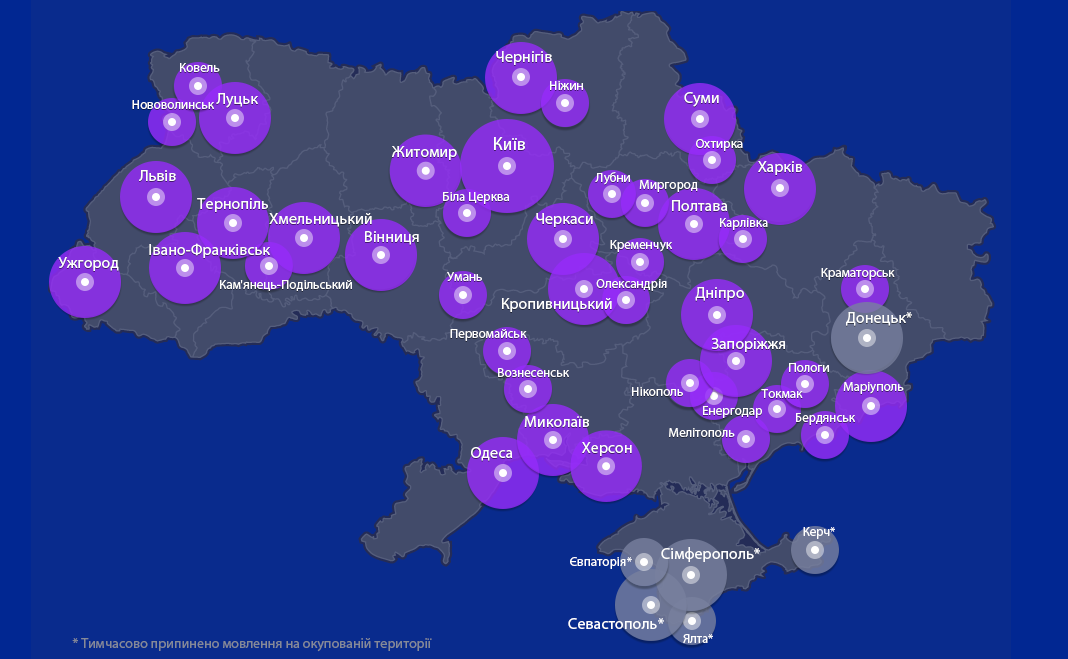 Чернігів
Ковель
Ніжин
Нововолинськ
Луцьк
Суми
Охтирка
Київ
Житомир
Харків
Львів
Лубни
Миргород
Біла Церква
Тернопіль
Полтава
Хмельницький
Черкаси
Карлівка
Вінниця
Кременчук
Івано-Франківськ
Ужгород
Краматорськ
Умань
Кам'янець-Подільський
Олександрія
Дніпро
Кропивницький
Донецьк*
Первомайськ
Запоріжжя
Пологи
Вознесенськ
Маріуполь
Нікополь
Токмак
Енергодар
Бердянськ
Миколаїв
Мелітополь
Херсон
Одеса
Керч*
Сімферополь*
Євпаторія*
Севастополь*
Ялта*
* Тимчасово припинено мовлення на окупованій території